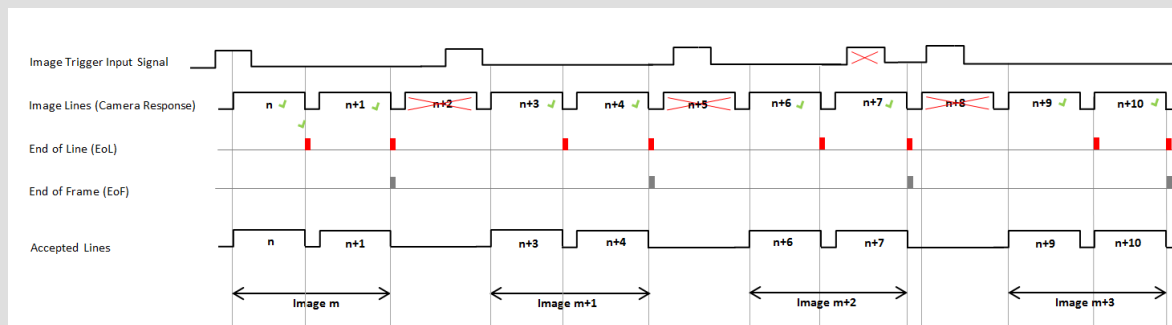 Image Trigger Input Signal
Image Lines (Camera Response)
n n+1 n+2 n+3 n+4 n+5 n+6 n+7 n+8 n+9 n+10
End of Line (EoL)
End of Frame (EoF)
Accepted Lines
n n+1 n+3 n+4 n+6 n+7 n+9 n+10
Image m Image m+1 Image m+2 Image m+3